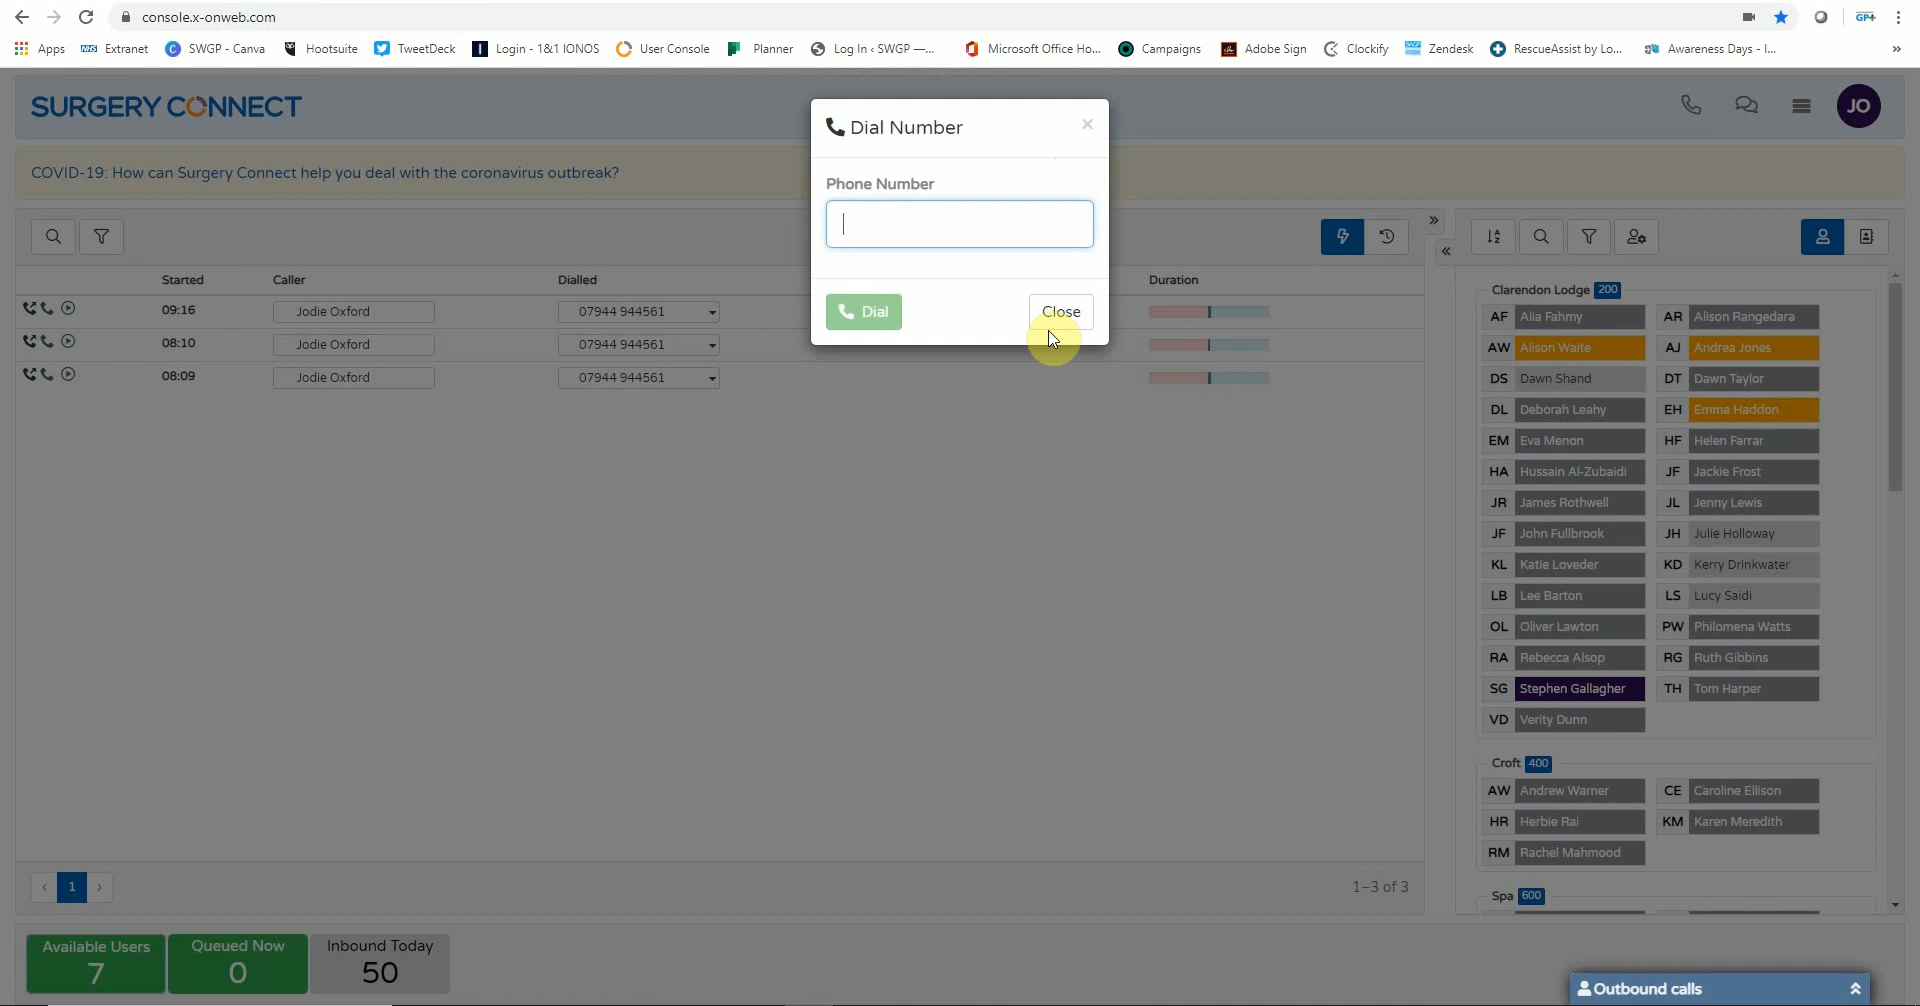 console.x-onweb.com
GP+
Apps
NHS Extranet
SWGP - Canva
Hootsuite
TweetDeck
Login - 1&1 IONOS
User Console
Planner
Log In ‹ SWGP —...
Microsoft Office Ho...
Campaigns
Adobe Sign
Clockify
Zendesk
RescueAssist by Lo...
Awareness Days - I...
»
SURGERY CONNECT
JO
COVID-19: How can Surgery Connect help you deal with the coronavirus outbreak?
Dial Number
×
Phone Number
Dial
Close
Started Caller Dialled Duration
09:16 Jodie Oxford 07944 944561
08:10 Jodie Oxford 07944 944561
08:09 Jodie Oxford 07944 944561
‹ 1 ›
1–3 of 3
Clarendon Lodge 200
AF Alia Fahmy AR Alison Rangedara
AW Alison Waite AJ Andrea Jones
DS Dawn Shand DT Dawn Taylor
DL Deborah Leahy EH Emma Haddon
EM Eva Menon HF Helen Farrar
HA Hussain Al-Zubaidi JF Jackie Frost
JR James Rothwell JL Jenny Lewis
JF John Fullbrook JH Julie Holloway
KL Katie Loveder KD Kerry Drinkwater
LB Lee Barton LS Lucy Saidi
OL Oliver Lawton PW Philomena Watts
RA Rebecca Alsop RG Ruth Gibbins
SG Stephen Gallagher TH Tom Harper
VD Verity Dunn
Croft 400
AW Andrew Warner CE Caroline Ellison
HR Herbie Rai KM Karen Meredith
RM Rachel Mahmood
Spa 600
Available Users
7
Queued Now
0
Inbound Today
50
Outbound calls